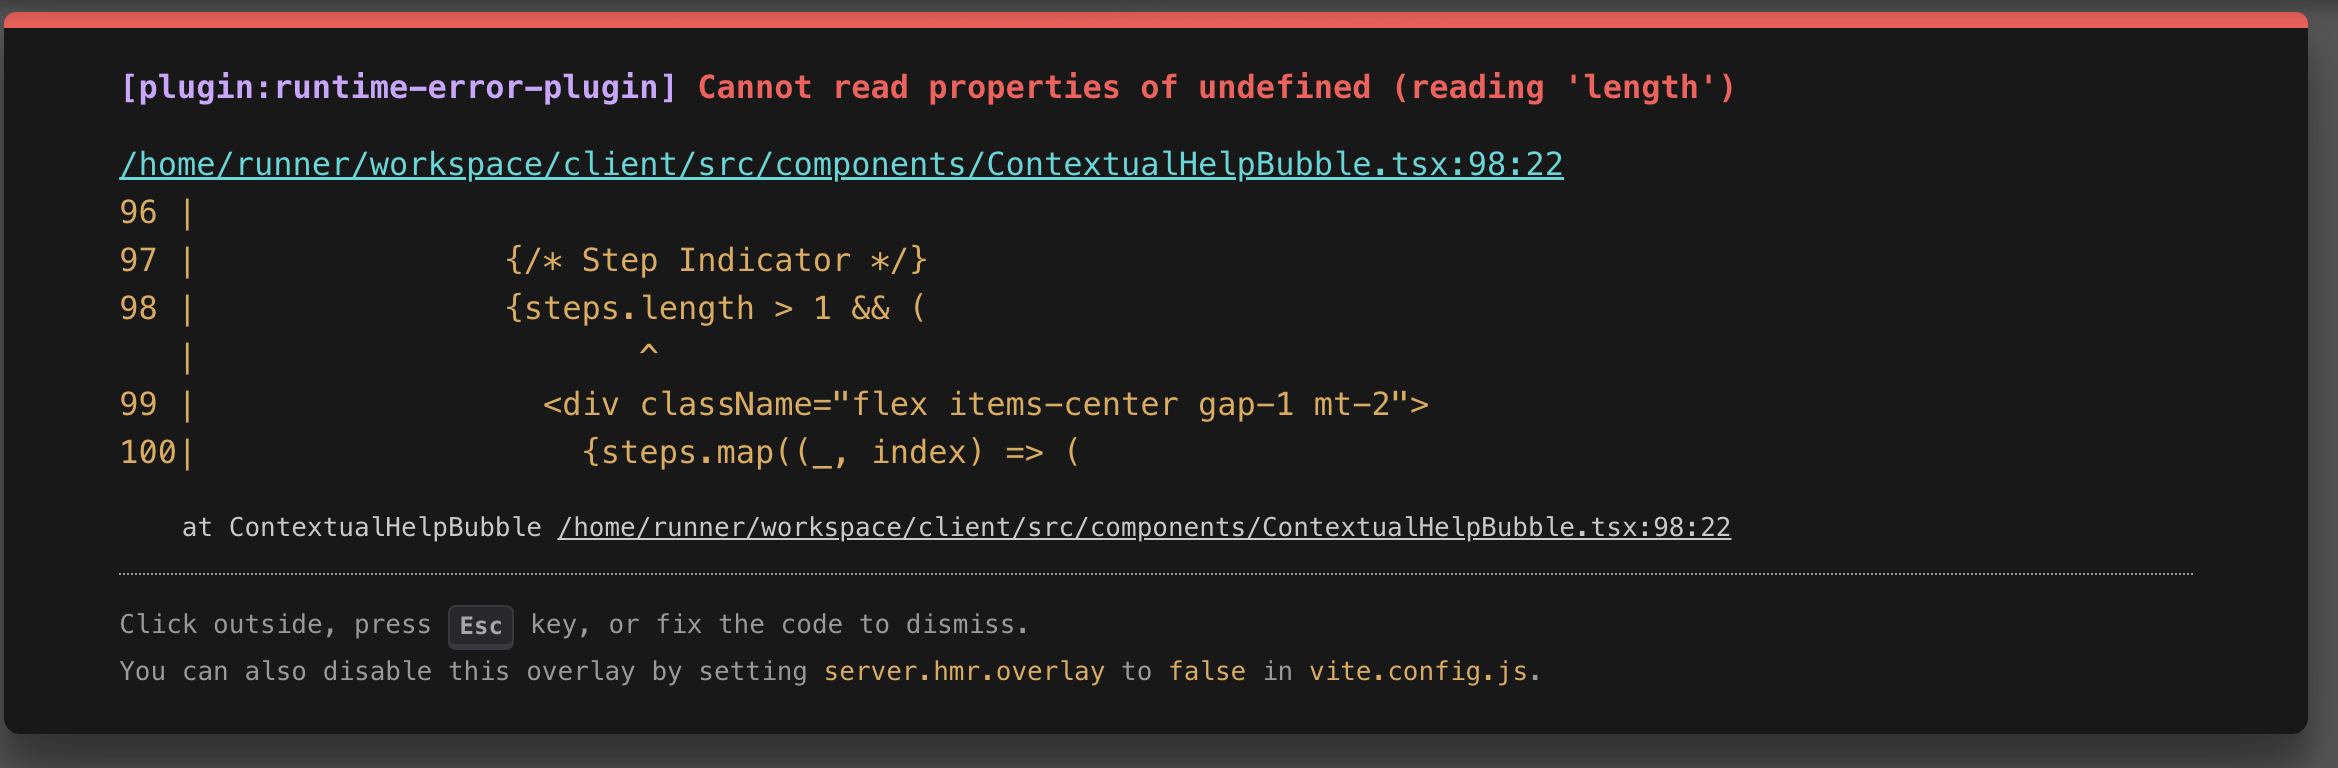 [plugin:runtime-error-plugin] Cannot read properties of undefined (reading 'length')
/home/runner/workspace/client/src/components/ContextualHelpBubble.tsx:98:22
96 |
97 |                {/* Step Indicator */}
98 |                {steps.length > 1 && (
   |                      ^
99 |                  <div className="flex items-center gap-1 mt-2">
100|                    {steps.map((_, index) => (
at ContextualHelpBubble /home/runner/workspace/client/src/components/ContextualHelpBubble.tsx:98:22
Click outside, press Esc key, or fix the code to dismiss.
You can also disable this overlay by setting server.hmr.overlay to false in vite.config.js.